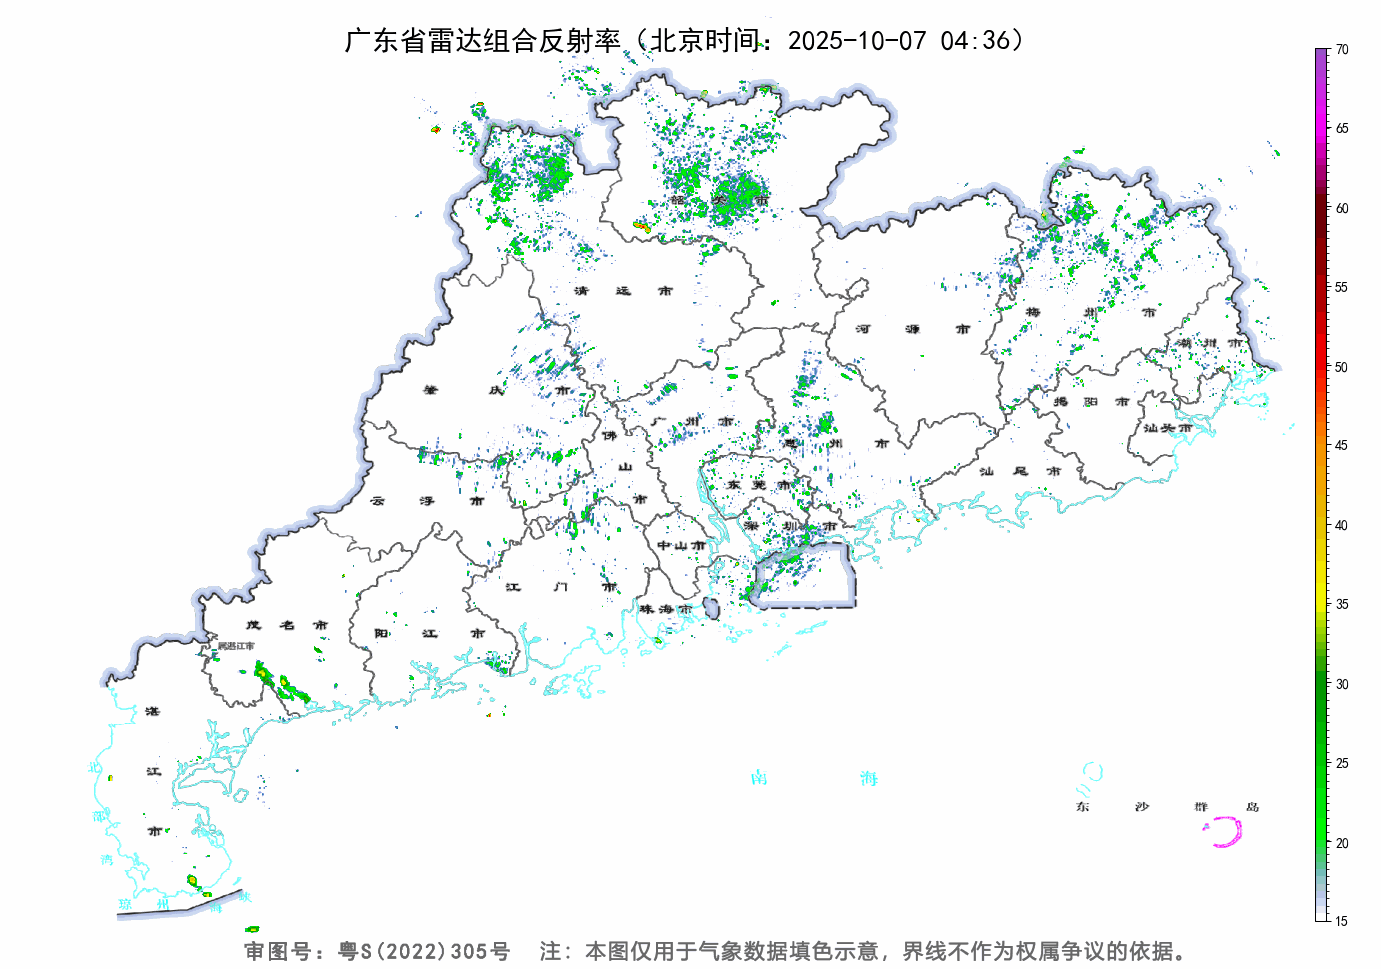 广东省雷达组合反射率（北京时间：2025-10-07 04:36）
70
65
60
55
50
45
40
35
30
25
20
15
韶关市
清远市
河源市
梅州市
潮州市
肇庆市
广州市
佛山市
惠州市
揭阳市
汕头市
汕尾市
云浮市
东莞市
深圳市
中山市
江门市
珠海市
茂名市
阳江市
属湛江市
湛江市
北部湾
琼州海峡
南海
东沙群岛
审图号：粤S(2022)305号 注：本图仅用于气象数据填色示意，界线不作为权属争议的依据。